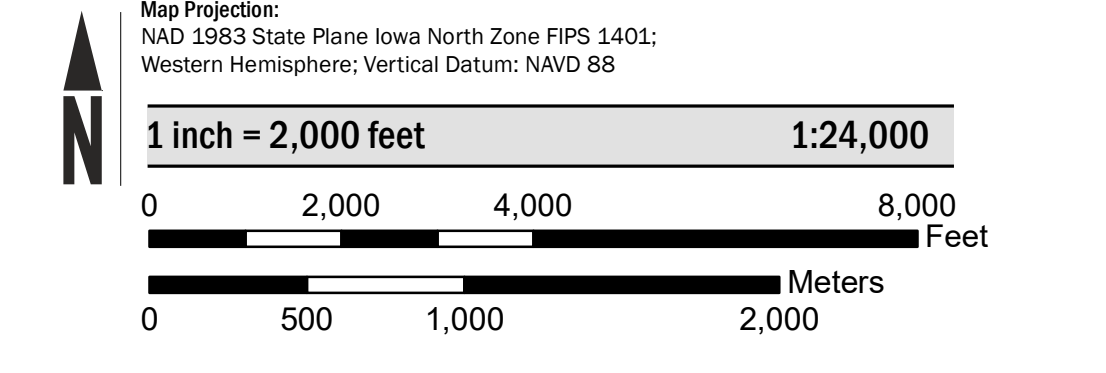 Map Projection:
NAD 1983 State Plane Iowa North Zone FIPS 1401;
Western Hemisphere; Vertical Datum: NAVD 88
N
1 inch = 2,000 feet 1:24,000
0 2,000 4,000 8,000
Feet
Meters
0 500 1,000 2,000